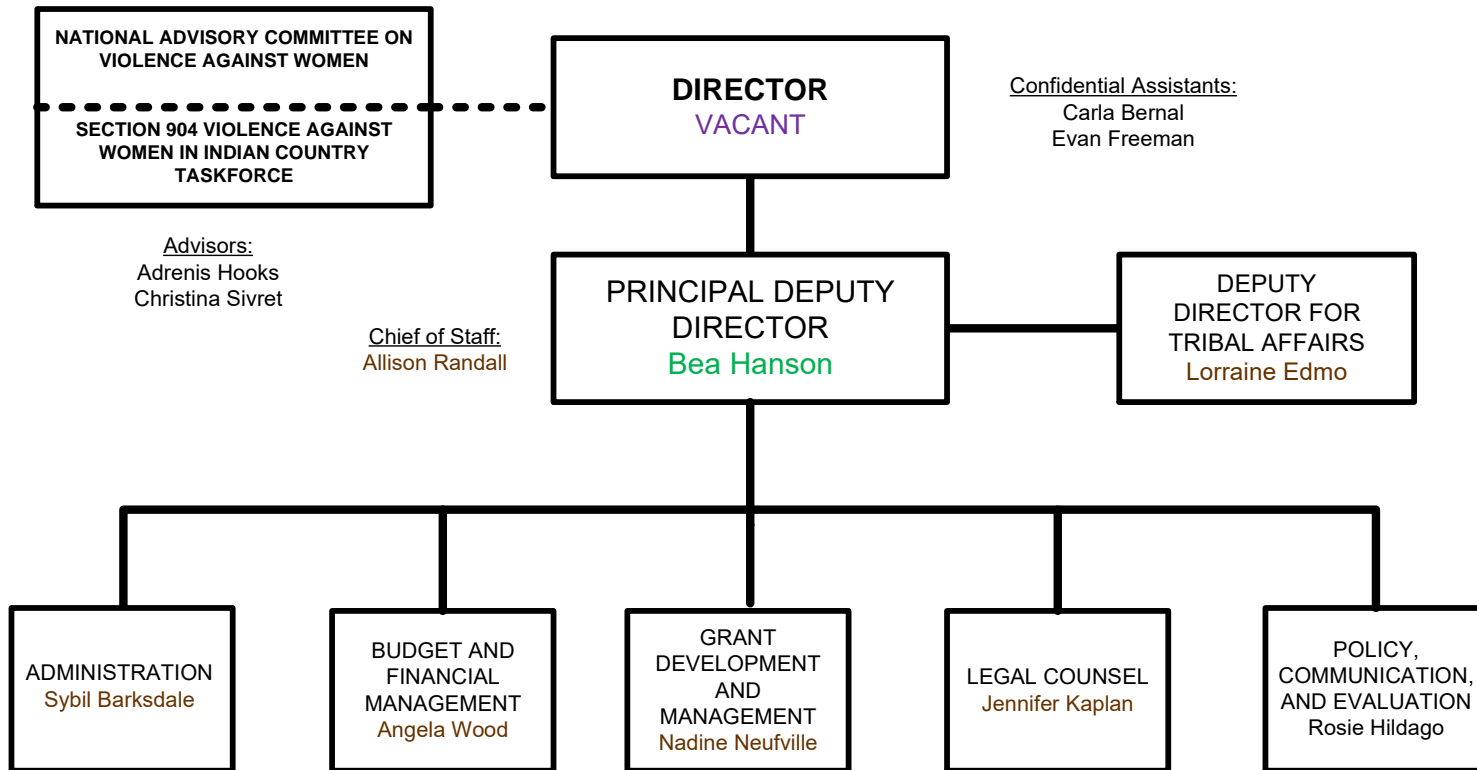 NATIONAL ADVISORY COMMITTEE ON
VIOLENCE AGAINST WOMEN
SECTION 904 VIOLENCE AGAINST
WOMEN IN INDIAN COUNTRY
TASKFORCE
DIRECTOR
VACANT
Confidential Assistants:
Carla Bernal
Evan Freeman
Advisors:
Adrenis Hooks
Christina Sivret
Chief of Staff:
Allison Randall
PRINCIPAL DEPUTY
DIRECTOR
Bea Hanson
DEPUTY
DIRECTOR FOR
TRIBAL AFFAIRS
Lorraine Edmo
ADMINISTRATION
Sybil Barksdale
BUDGET AND
FINANCIAL
MANAGEMENT
Angela Wood
GRANT
DEVELOPMENT
AND
MANAGEMENT
Nadine Neufville
LEGAL COUNSEL
Jennifer Kaplan
POLICY,
COMMUNICATION,
AND EVALUATION
Rosie Hildago